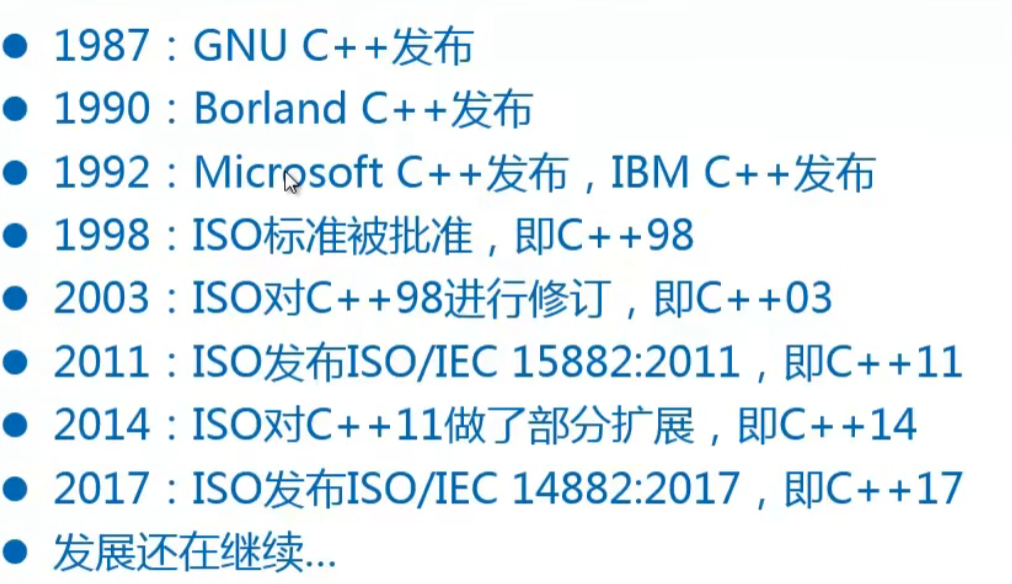 ● 1987：GNU C++发布
● 1990：Borland C++发布
● 1992：Microsoft C++发布，IBM C++发布
● 1998：ISO标准被批准，即C++98
● 2003：ISO对C++98进行修订，即C++03
● 2011：ISO发布ISO/IEC 15882:2011，即C++11
● 2014：ISO对C++11做了部分扩展，即C++14
● 2017：ISO发布ISO/IEC 14882:2017，即C++17
● 发展还在继续...